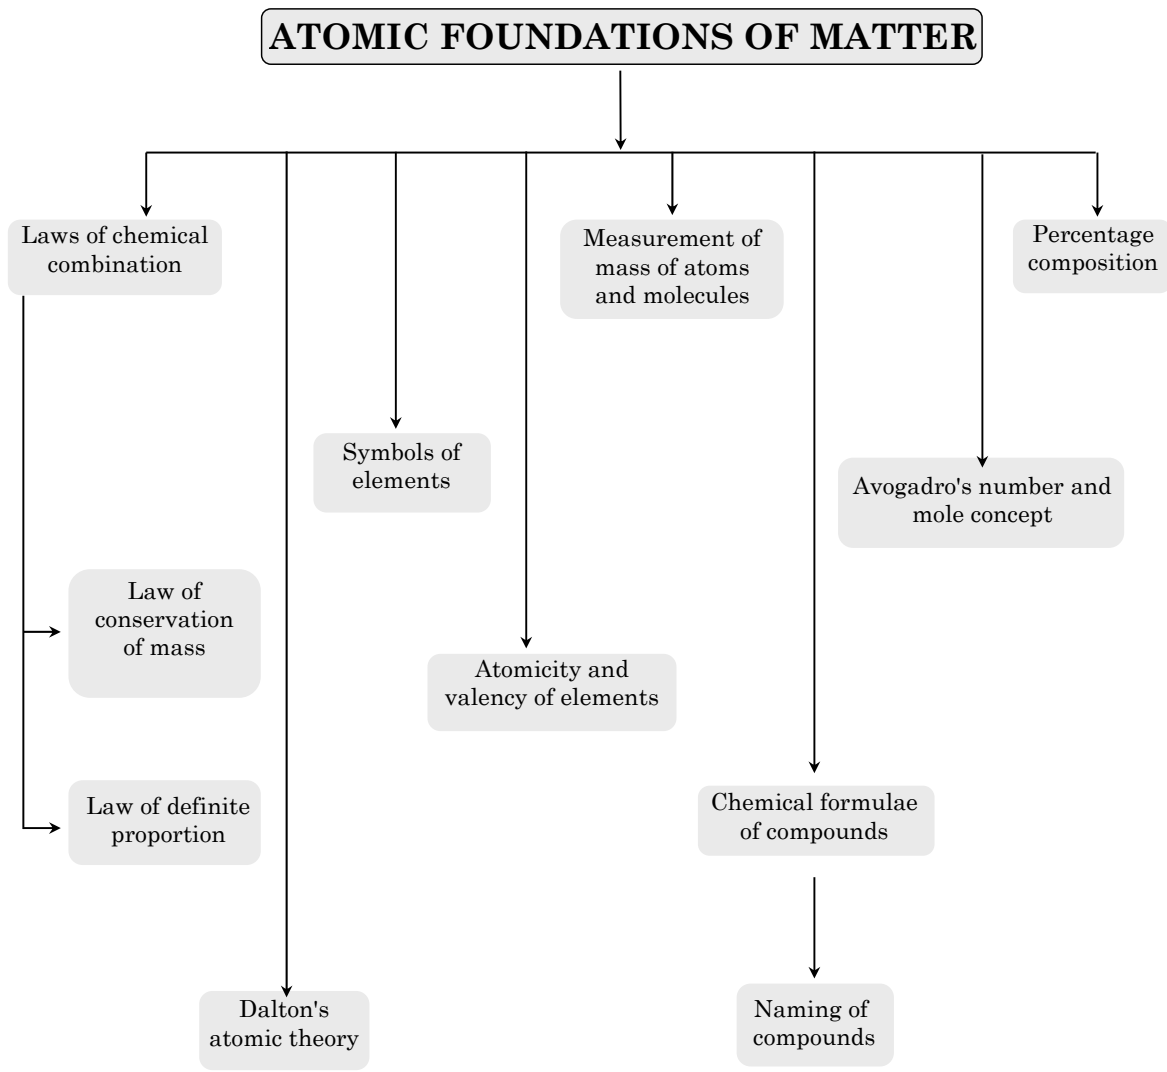 ATOMIC FOUNDATIONS OF MATTER
Laws of chemical
combination
Measurement of
mass of atoms
and molecules
Percentage
composition
Symbols of
elements
Avogadro's number and
mole concept
Law of
conservation
of mass
Atomicity and
valency of elements
Law of definite
proportion
Chemical formulae
of compounds
Dalton's
atomic theory
Naming of
compounds